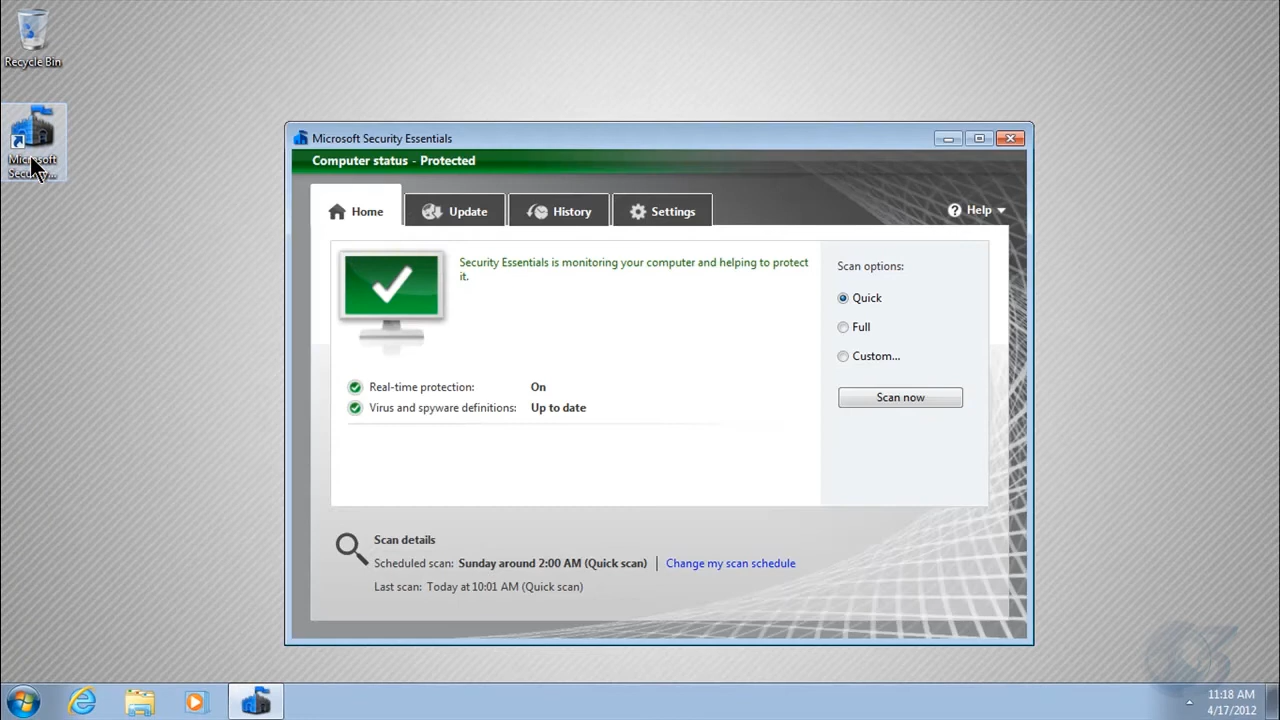 Recycle Bin
Microsoft
Security...
Microsoft Security Essentials
Computer status - Protected
Home
Update
History
Settings
Help
Security Essentials is monitoring your computer and helping to protect
it.
Real-time protection: On
Virus and spyware definitions: Up to date
Scan options:
Quick
Full
Custom...
Scan now
Scan details
Scheduled scan: Sunday around 2:00 AM (Quick scan) | Change my scan schedule
Last scan: Today at 10:01 AM (Quick scan)
11:18 AM
4/17/2012